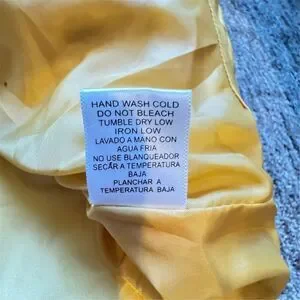 HAND WASH COLD
DO NOT BLEACH
TUMBLE DRY LOW
IRON LOW
LAVADO A MANO CON
AGUA FRIA
NO USE BLANQUEADOR
SECAR A TEMPERATURA
BAJA
PLANCHAR A
TEMPERATURA BAJA